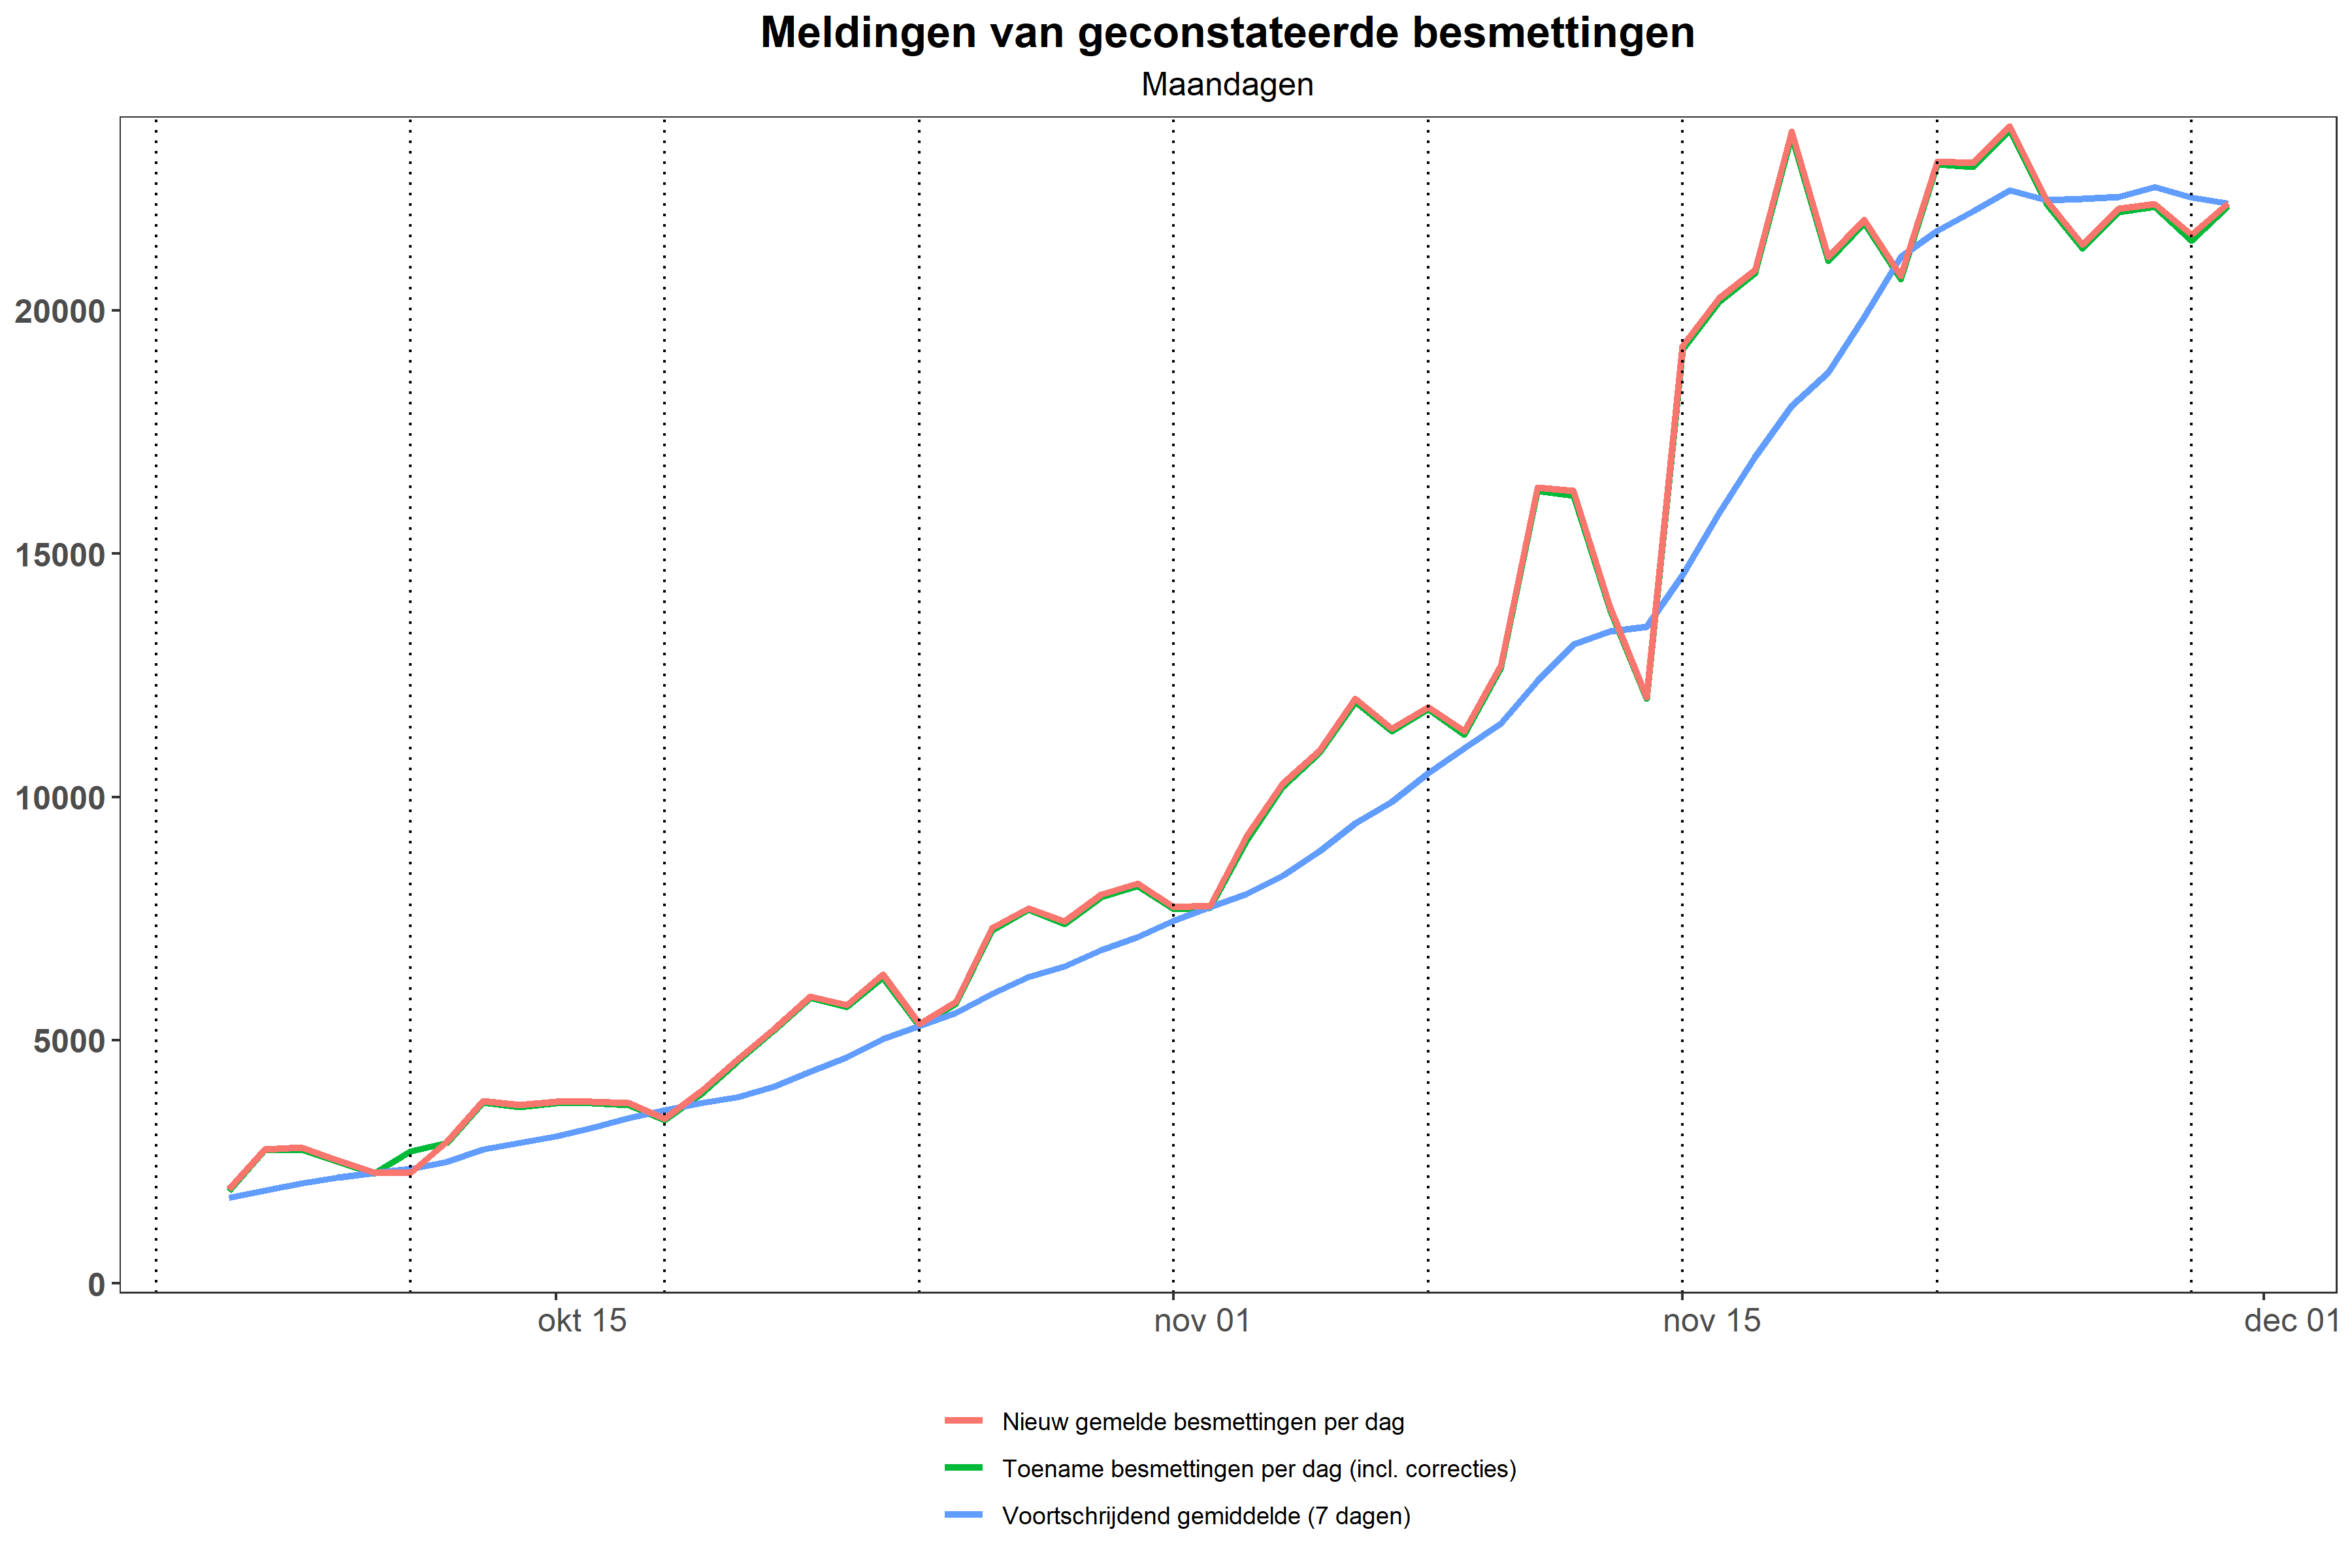 Meldingen van geconstateerde besmettingen
Maandagen
20000
15000
10000
5000
0
okt 15
nov 01
nov 15
dec 01
Nieuw gemelde besmettingen per dag
Toename besmettingen per dag (incl. correcties)
Voortschrijdend gemiddelde (7 dagen)